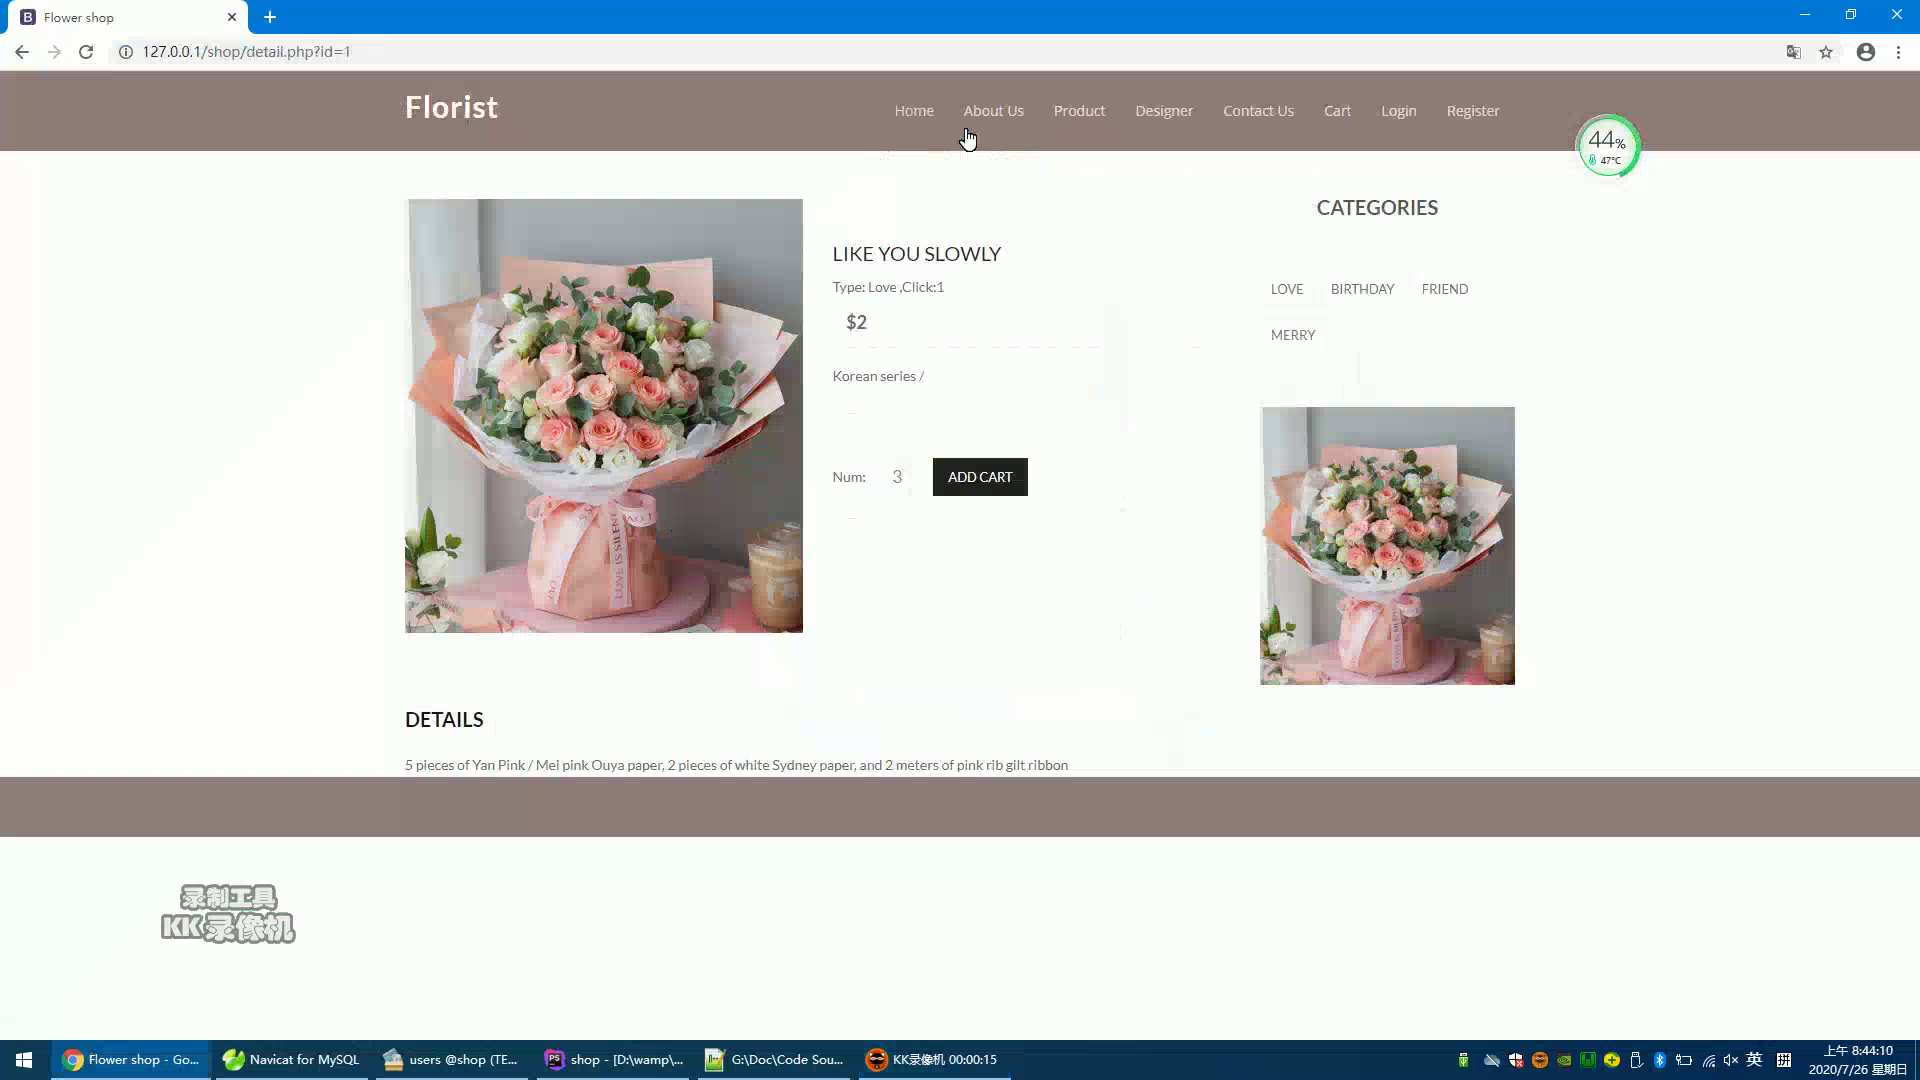 Flower shop
127.0.0.1/shop/detail.php?id=1
Florist
Home About Us Product Designer Contact Us Cart Login Register
44%
47°C
CATEGORIES
LIKE YOU SLOWLY
Type: Love ,Click:1
LOVE BIRTHDAY FRIEND
$2
MERRY
Korean series /
Num: 3 ADD CART
DETAILS
5 pieces of Yan Pink / Mei pink Ouya paper, 2 pieces of white Sydney paper, and 2 meters of pink rib gilt ribbon
录制工具
KK录像机
Flower shop - Go... Navicat for MySQL users @shop (TE... shop - [D:\wamp\... G:\Doc\Code Sou... KK录像机 00:00:15
英 拼
上午 8:44:10
2020/7/26 星期日